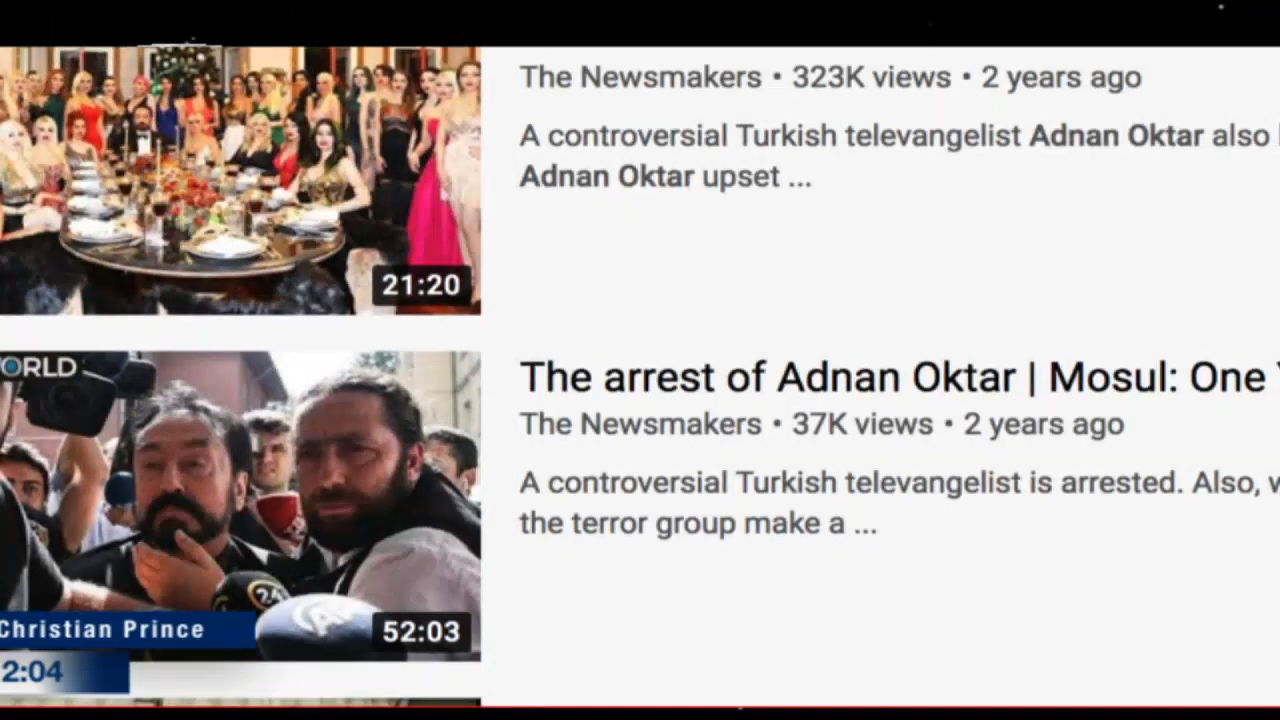 The Newsmakers • 323K views • 2 years ago
A controversial Turkish televangelist Adnan Oktar also
Adnan Oktar upset ...
21:20
ORLD
The arrest of Adnan Oktar | Mosul: One
The Newsmakers • 37K views • 2 years ago
A controversial Turkish televangelist is arrested. Also, w
the terror group make a ...
24
AA
Christian Prince
52:03
2:04